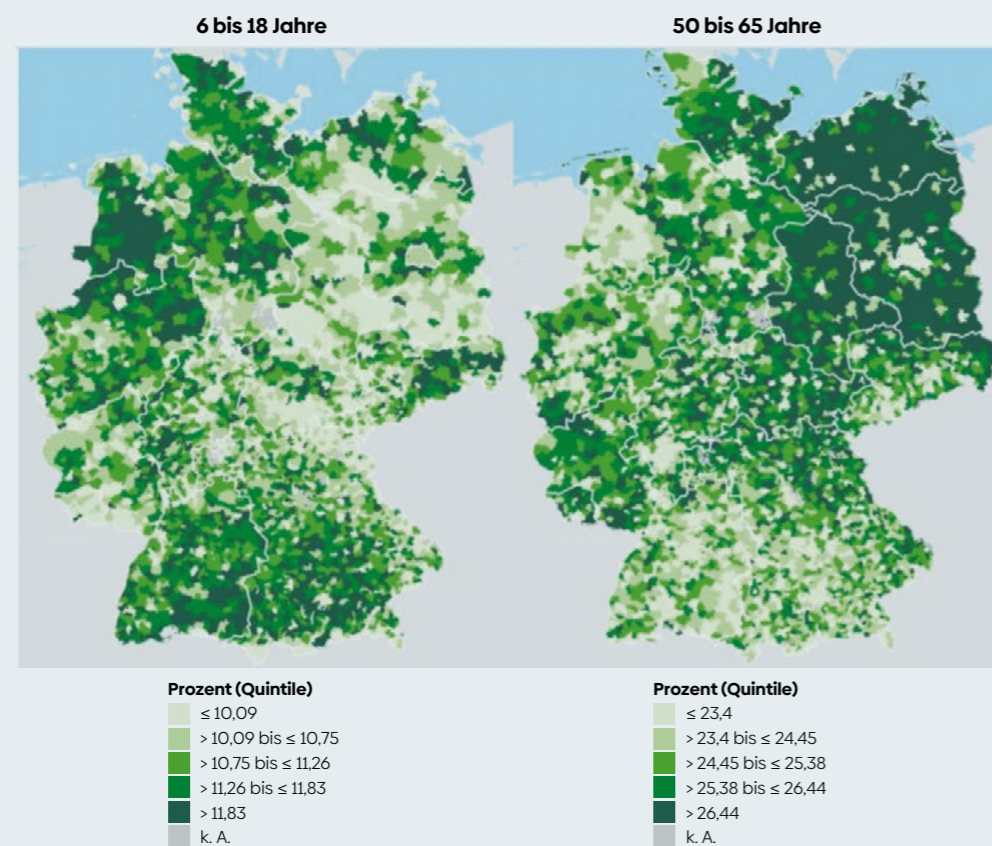 6 bis 18 Jahre
50 bis 65 Jahre
Prozent (Quintile)
≤ 10,09
> 10,09 bis ≤ 10,75
> 10,75 bis ≤ 11,26
> 11,26 bis ≤ 11,83
> 11,83
k. A.
Prozent (Quintile)
≤ 23,4
> 23,4 bis ≤ 24,45
> 24,45 bis ≤ 25,38
> 25,38 bis ≤ 26,44
> 26,44
k. A.